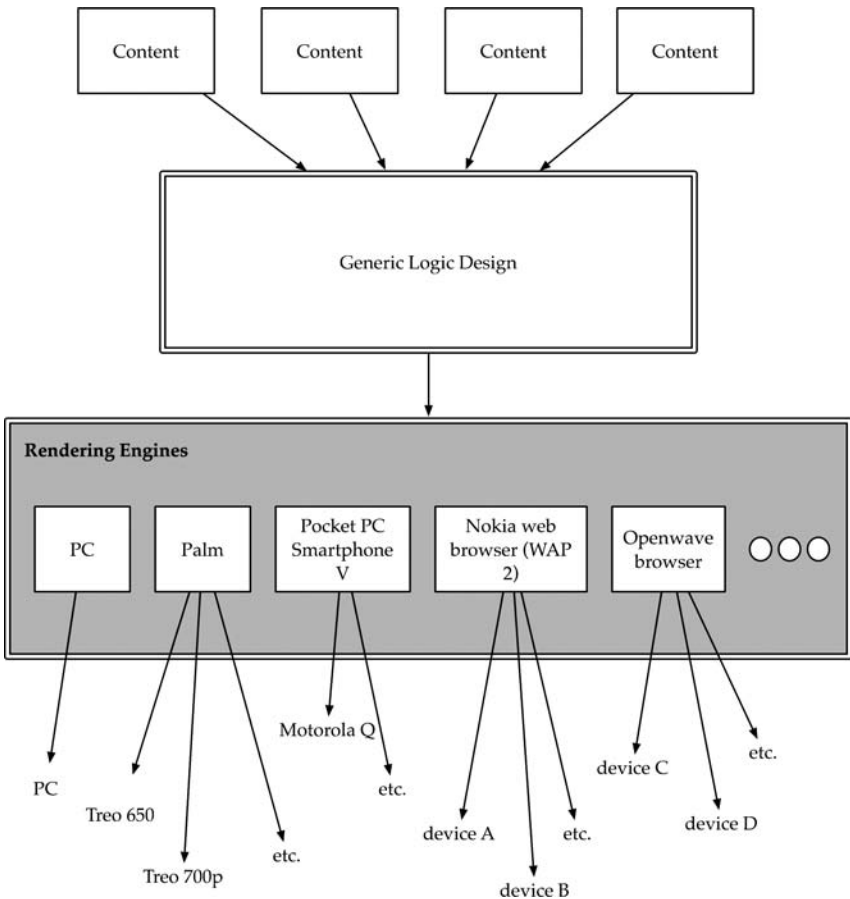 Content
Content
Content
Content
Generic Logic Design
Rendering Engines
PC
Palm
Pocket PC
Smartphone
V
Nokia web
browser (WAP
2)
Openwave
browser
PC
Treo 650
Treo 700p
etc.
Motorola Q
etc.
device A
device B
etc.
device C
device D
etc.